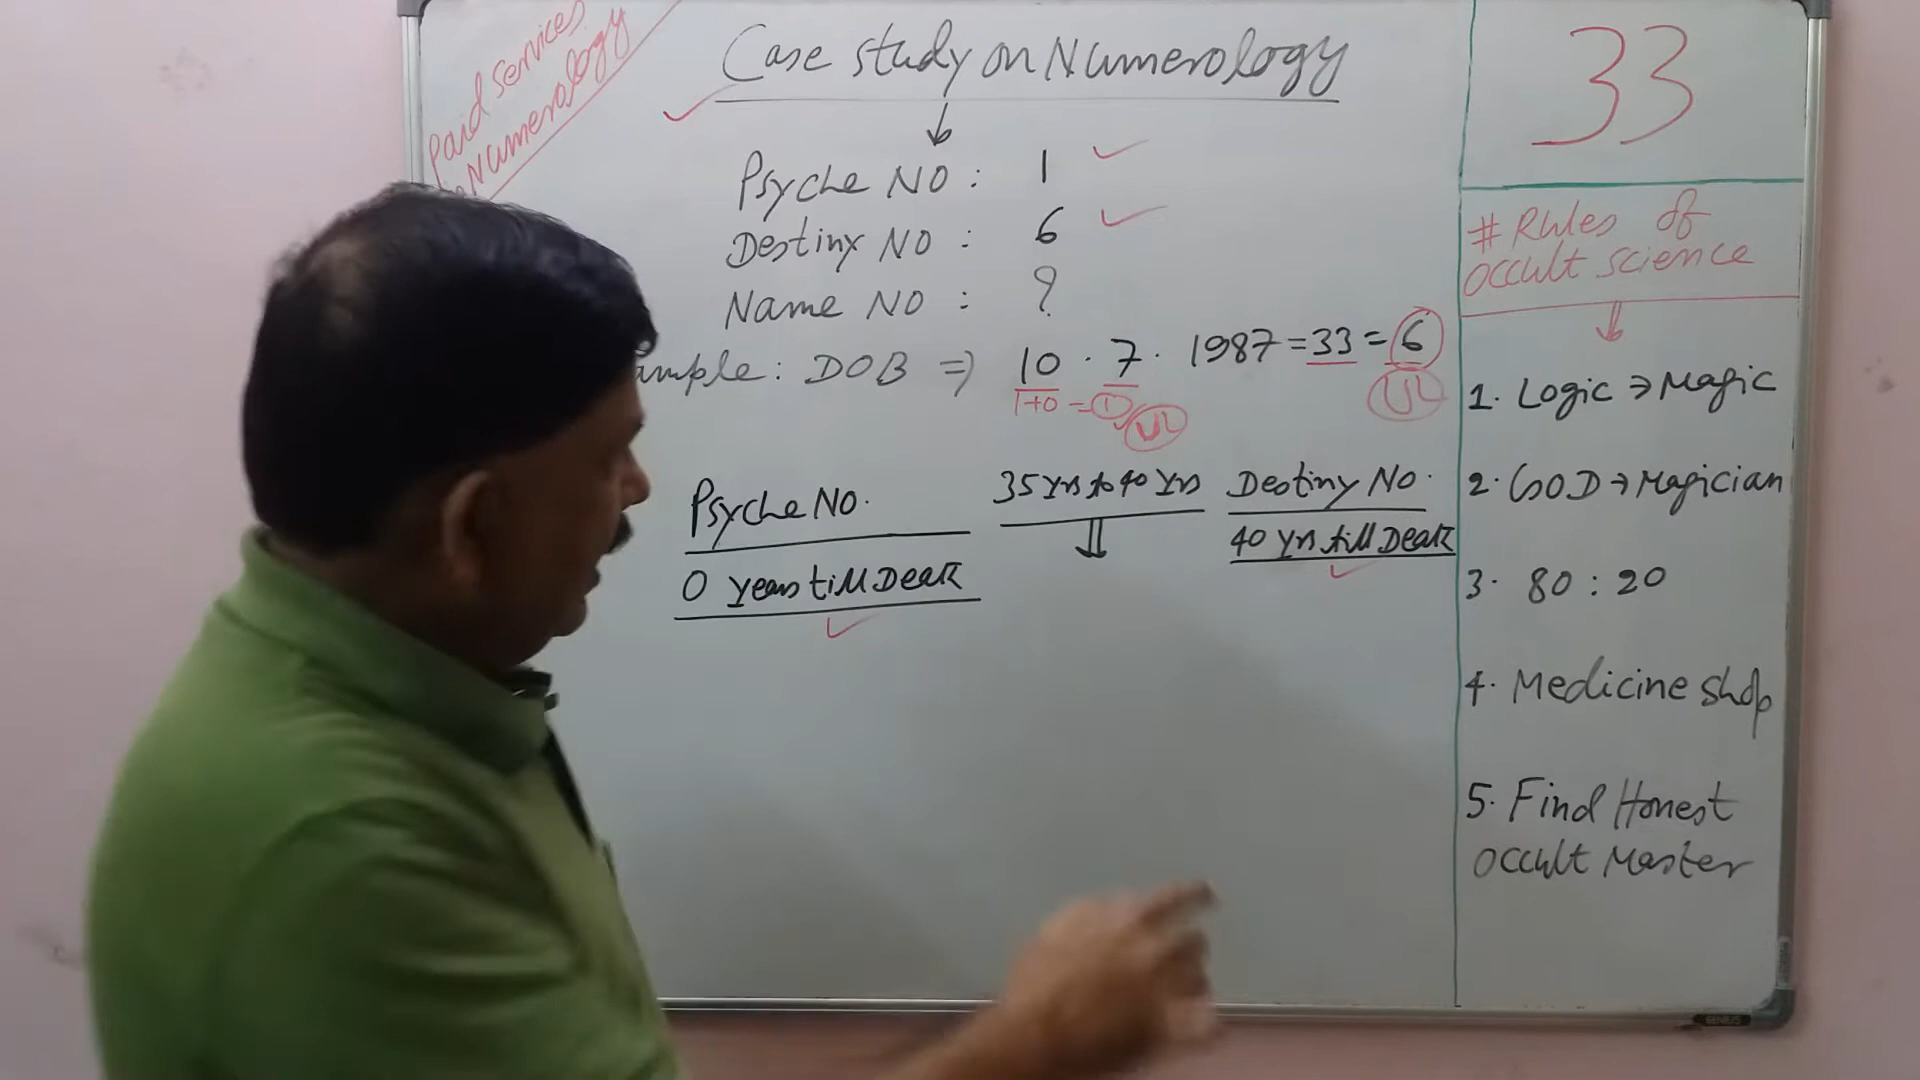 Paid services
Numerology
Case study on Numerology
↓
Psyche NO : 1 ✓
Destiny NO : 6 ✓
Name NO : ?
ample : DOB ⇒ 10 . 7 . 1987 = 33 = 6
1+0 = 1
Psyche NO.
0 years till Death
35 Yrs to 40 Yrs
⇓
Destiny No.
40 yrs till Death
33
# Rules of
occult science
⇓
1. Logic → Magic
2. GOD → Magician
3. 80 : 20
4. Medicine shop
5. Find Honest
occult Master